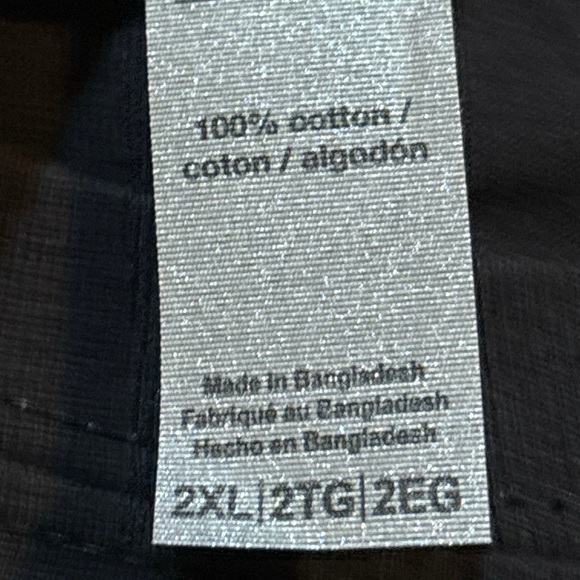 100% cotton /
coton / algodón
Made in Bangladesh
Fabriqué au Bangladesh
Hecho en Bangladesh
2XL|2TG|2EG